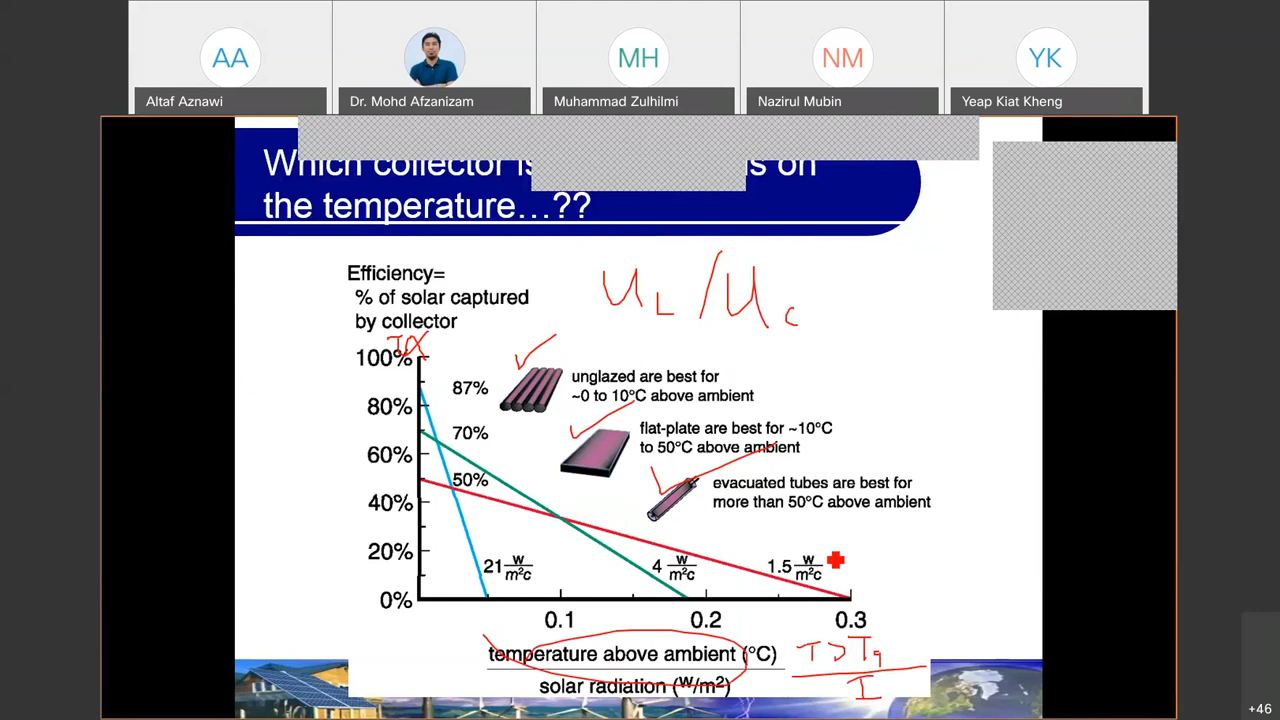 AA
MH
NM
YK
Altaf Aznawi
Dr. Mohd Afzanizam
Muhammad Zulhilmi
Nazirul Mubin
Yeap Kiat Kheng
Which collector is s on
the temperature...??
Efficiency=
% of solar captured
by collector
U L / U C
τα
100%
87%
unglazed are best for
~0 to 10°C above ambient
80%
70%
flat-plate are best for ~10°C
to 50°C above ambient
60%
50%
evacuated tubes are best for
more than 50°C above ambient
40%
20%
21 w/m²c
4 w/m²c
1.5 w/m²c
0%
0.1
0.2
0.3
temperature above ambient (°C)
solar radiation (w/m²)
I
+46